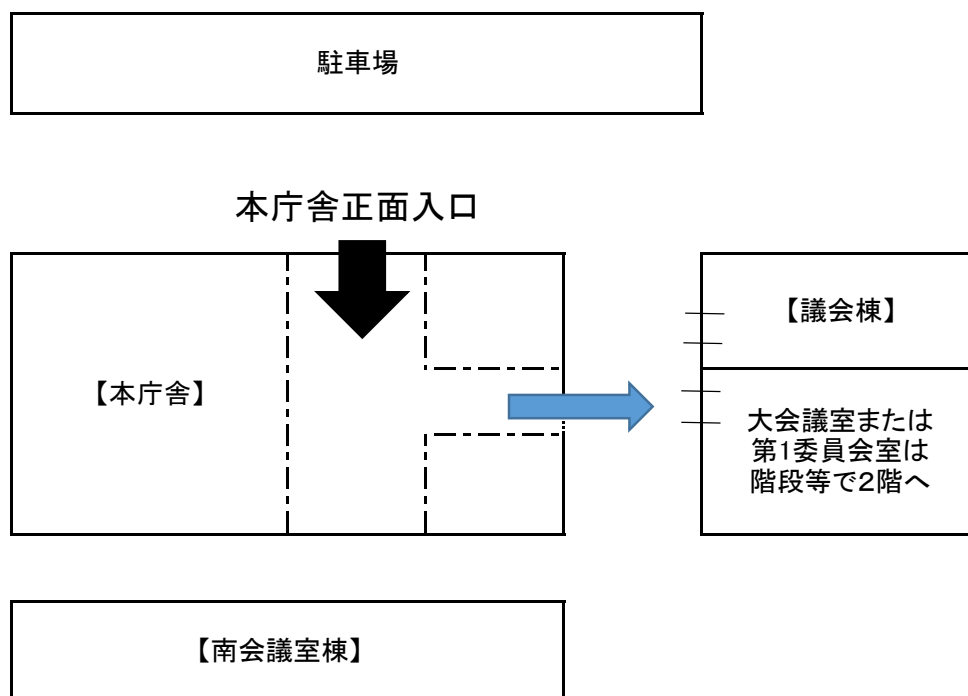 駐車場
本庁舎正面入口
【本庁舎】
【議会棟】
大会議室または
第1委員会室は
階段等で2階へ
【南会議室棟】